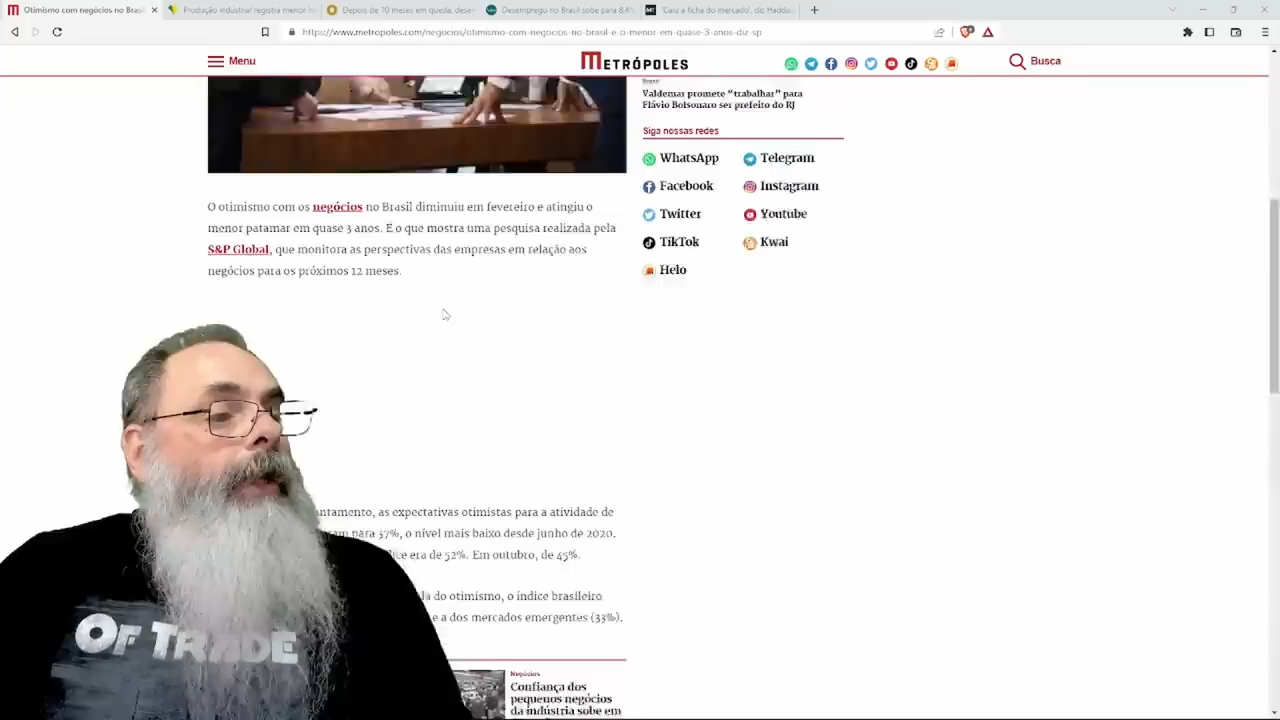 Otimismo com negócios no Brasi
Produção industrial registra menor
Depois de 10 meses em queda, deser
Desemprego no Brasil sobe para 8,4%
'Caiu a ficha do mercado', diz Hadda
https://www.metropoles.com/negocios/otimismo-com-negocios-no-brasil-e-o-menor-em-quase-3-anos-diz-sp
Menu
METRÓPOLES
Busca
Brasil
Valdemar promete “trabalhar” para
Flávio Bolsonaro ser prefeito do RJ
Siga nossas redes
WhatsApp
Telegram
Facebook
Instagram
Twitter
Youtube
TikTok
Kwai
Helo
O otimismo com os negócios no Brasil diminuiu em fevereiro e atingiu o
menor patamar em quase 3 anos. É o que mostra uma pesquisa realizada pela
S&P Global, que monitora as perspectivas das empresas em relação aos
negócios para os próximos 12 meses.
antamento, as expectativas otimistas para a atividade de
para 37%, o nível mais baixo desde junho de 2020.
era de 52%. Em outubro, de 45%.
do otimismo, o índice brasileiro
e a dos mercados emergentes (33%).
Negócios
Confiança dos
pequenos negócios
da indústria sobe em
OF TRADE